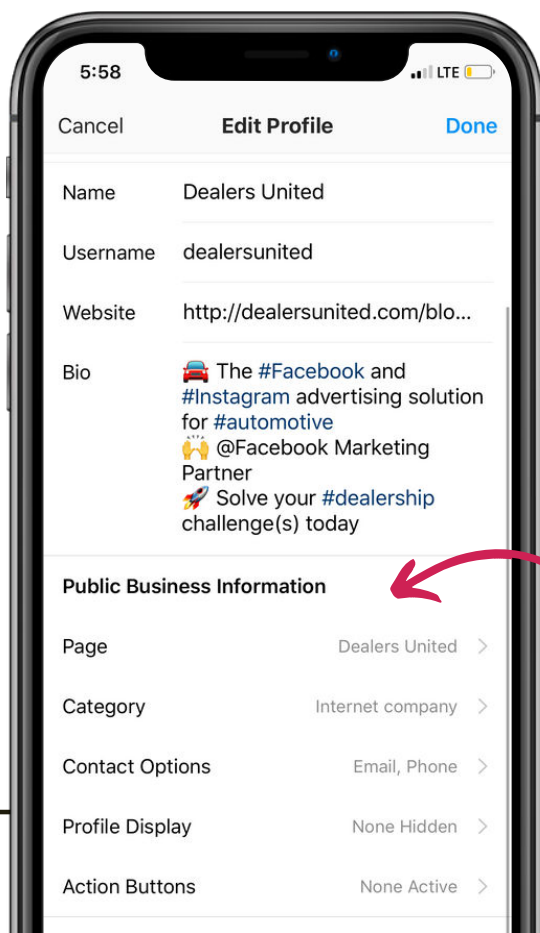 5:58 LTE
Cancel Edit Profile Done
Name Dealers United
Username dealersunited
Website http://dealersunited.com/blo...
Bio 🚘 The #Facebook and
#Instagram advertising solution
for #automotive
🙌 @Facebook Marketing
Partner
🚀 Solve your #dealership
challenge(s) today
Public Business Information
Page Dealers United >
Category Internet company >
Contact Options Email, Phone >
Profile Display None Hidden >
Action Buttons None Active >